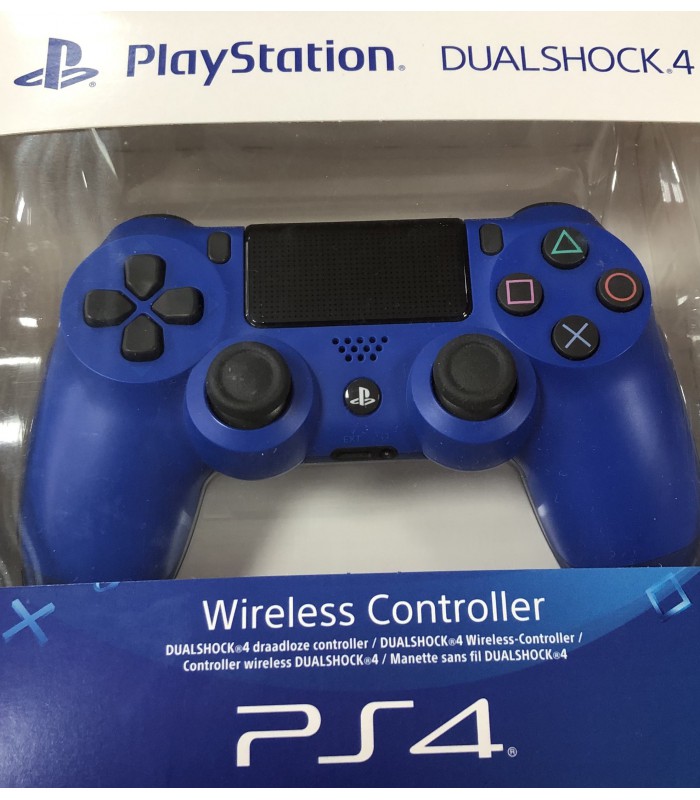 PlayStation® DUALSHOCK®4
Wireless Controller
DUALSHOCK®4 draadloze controller / DUALSHOCK®4 Wireless-Controller /
Controller wireless DUALSHOCK®4 / Manette sans fil DUALSHOCK®4
PS4®